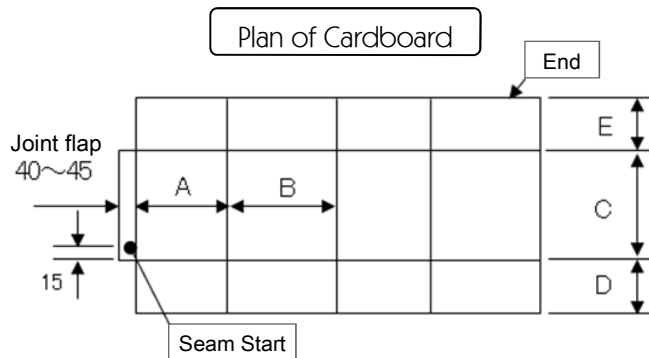 Plan of Cardboard
End
Joint flap
40～45
E
A
B
C
15
D
Seam Start